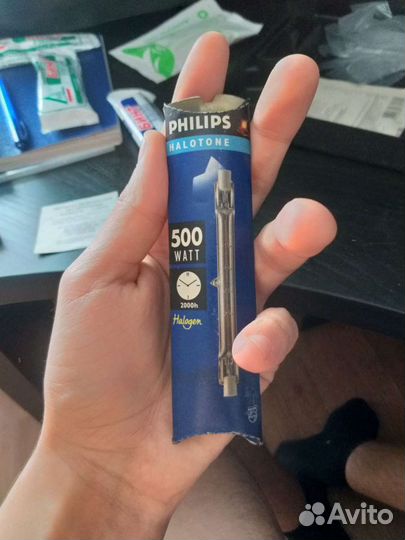 PHILIPS
HALOTONE
500
WATT
2000h
Halogen
Avito